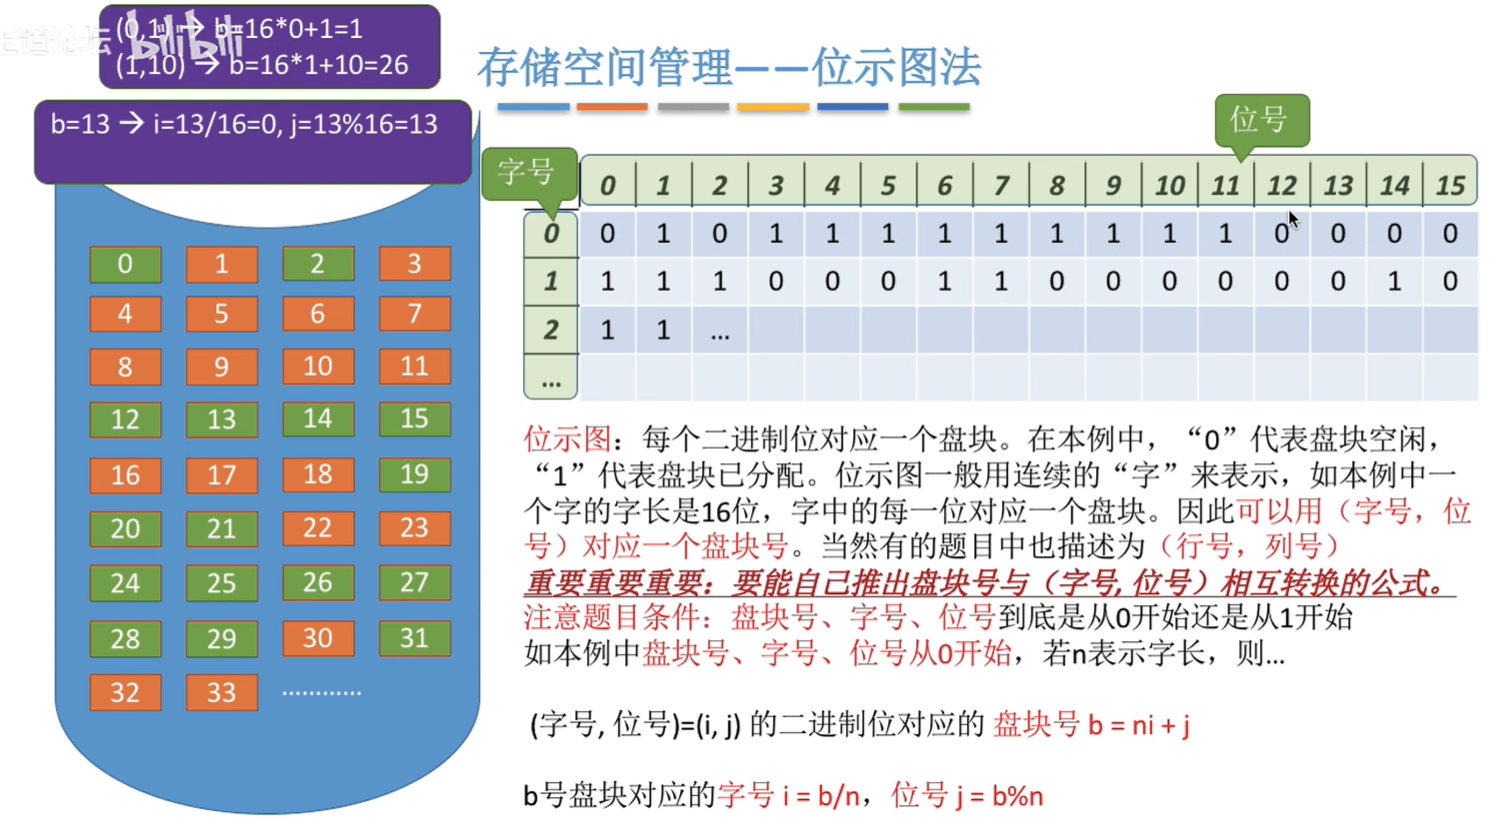 (0,1) → b=16*0+1=1
王道论坛 bilibili
(1,10) → b=16*1+10=26
b=13 → i=13/16=0, j=13%16=13
存储空间管理——位示图法
位号
字号
0 1 2 3 4 5 6 7 8 9 10 11 12 13 14 15
0 0 1 0 1 1 1 1 1 1 1 1 1 0 0 0 0
1 1 1 1 0 0 0 1 1 0 0 0 0 0 0 1 0
2 1 1 ...
...
0 1 2 3
4 5 6 7
8 9 10 11
12 13 14 15
16 17 18 19
20 21 22 23
24 25 26 27
28 29 30 31
32 33 …………
位示图：每个二进制位对应一个盘块。在本例中，“0”代表盘块空闲，
“1”代表盘块已分配。位示图一般用连续的“字”来表示，如本例中一
个字的字长是16位，字中的每一位对应一个盘块。因此可以用（字号，位
号）对应一个盘块号。当然有的题目中也描述为（行号，列号）
重要重要重要：要能自己推出盘块号与（字号, 位号）相互转换的公式。
注意题目条件：盘块号、字号、位号到底是从0开始还是从1开始
如本例中盘块号、字号、位号从0开始，若n表示字长，则...
(字号, 位号)=(i, j) 的二进制位对应的 盘块号 b = ni + j
b号盘块对应的字号 i = b/n，位号 j = b%n